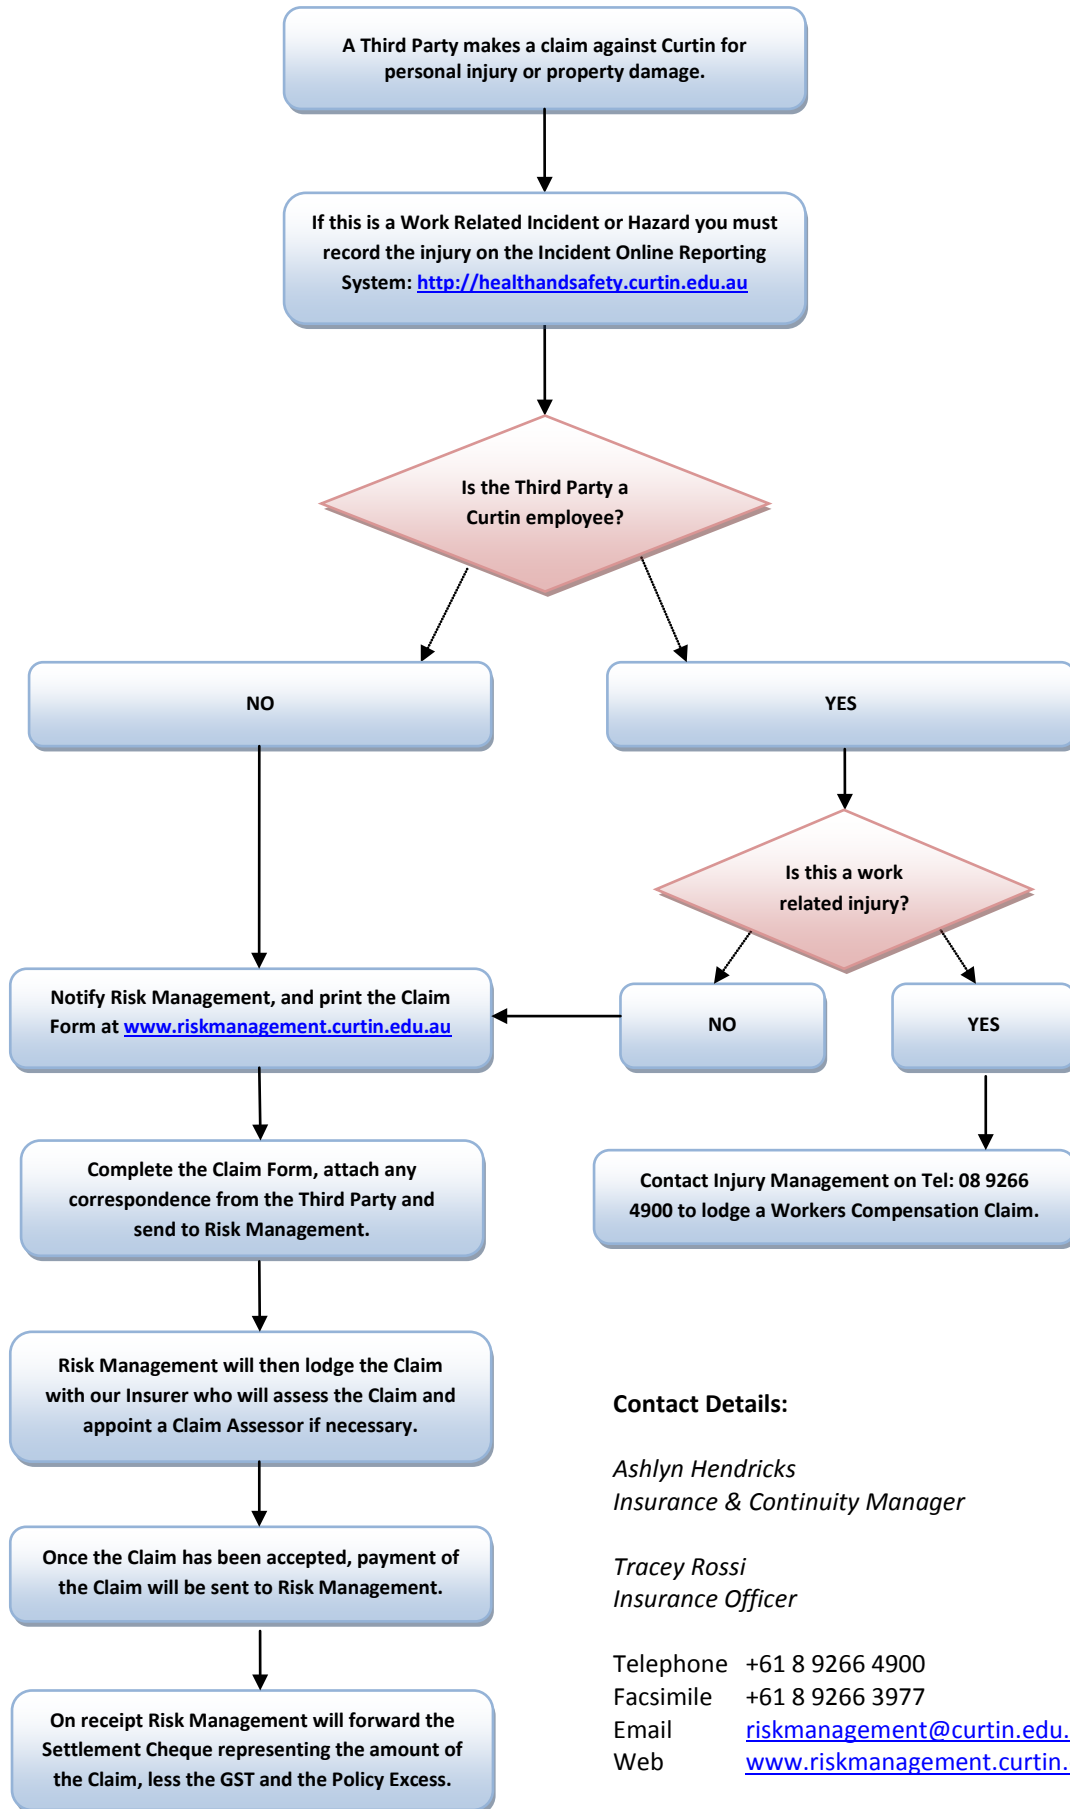 A Third Party makes a claim against Curtin for
personal injury or property damage.
If this is a Work Related Incident or Hazard you must
record the injury on the Incident Online Reporting
System: http://healthandsafety.curtin.edu.au
Is the Third Party a
Curtin employee?
NO
YES
Is this a work
related injury?
Notify Risk Management, and print the Claim
Form at www.riskmanagement.curtin.edu.au
NO
YES
Complete the Claim Form, attach any
correspondence from the Third Party and
send to Risk Management.
Contact Injury Management on Tel: 08 9266
4900 to lodge a Workers Compensation Claim.
Risk Management will then lodge the Claim
with our Insurer who will assess the Claim and
appoint a Claim Assessor if necessary.
Once the Claim has been accepted, payment of
the Claim will be sent to Risk Management.
On receipt Risk Management will forward the
Settlement Cheque representing the amount of
the Claim, less the GST and the Policy Excess.
Contact Details:
Ashlyn Hendricks
Insurance & Continuity Manager
Tracey Rossi
Insurance Officer
Telephone +61 8 9266 4900
Facsimile +61 8 9266 3977
Email riskmanagement@curtin.edu.
Web www.riskmanagement.curtin.